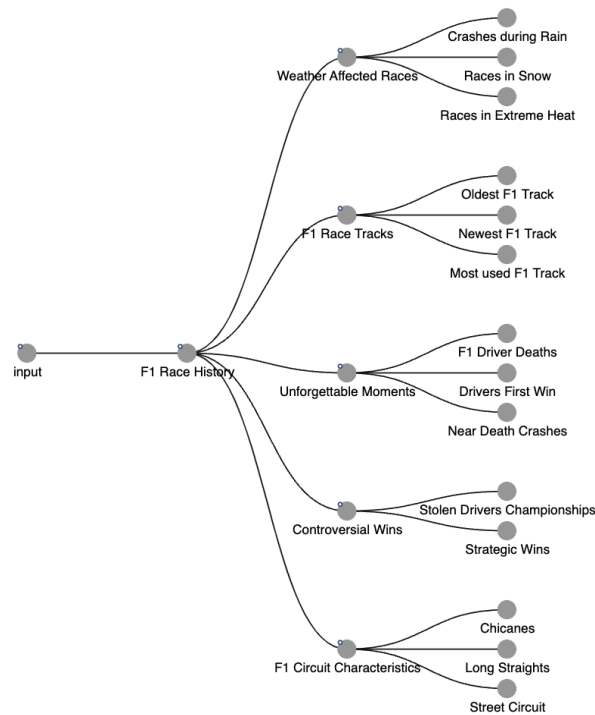 Crashes during Rain
Weather Affected Races
Races in Snow
Races in Extreme Heat
Oldest F1 Track
F1 Race Tracks
Newest F1 Track
Most used F1 Track
input
F1 Race History
F1 Driver Deaths
Unforgettable Moments
Drivers First Win
Near Death Crashes
Stolen Drivers Championships
Controversial Wins
Strategic Wins
Chicanes
F1 Circuit Characteristics
Long Straights
Street Circuit